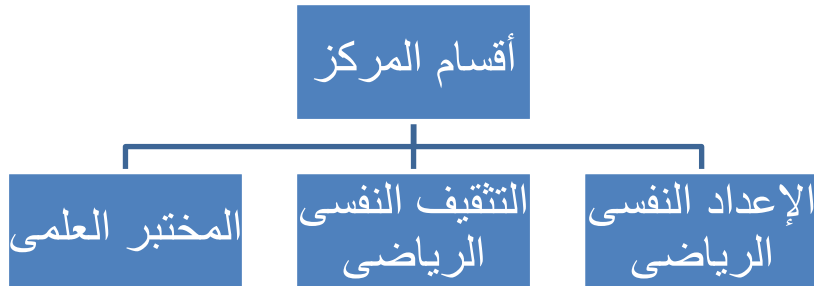 أقسام المركز
الإعداد النفسى
الرياضى
التثقيف النفسى
الرياضى
المختبر العلمى